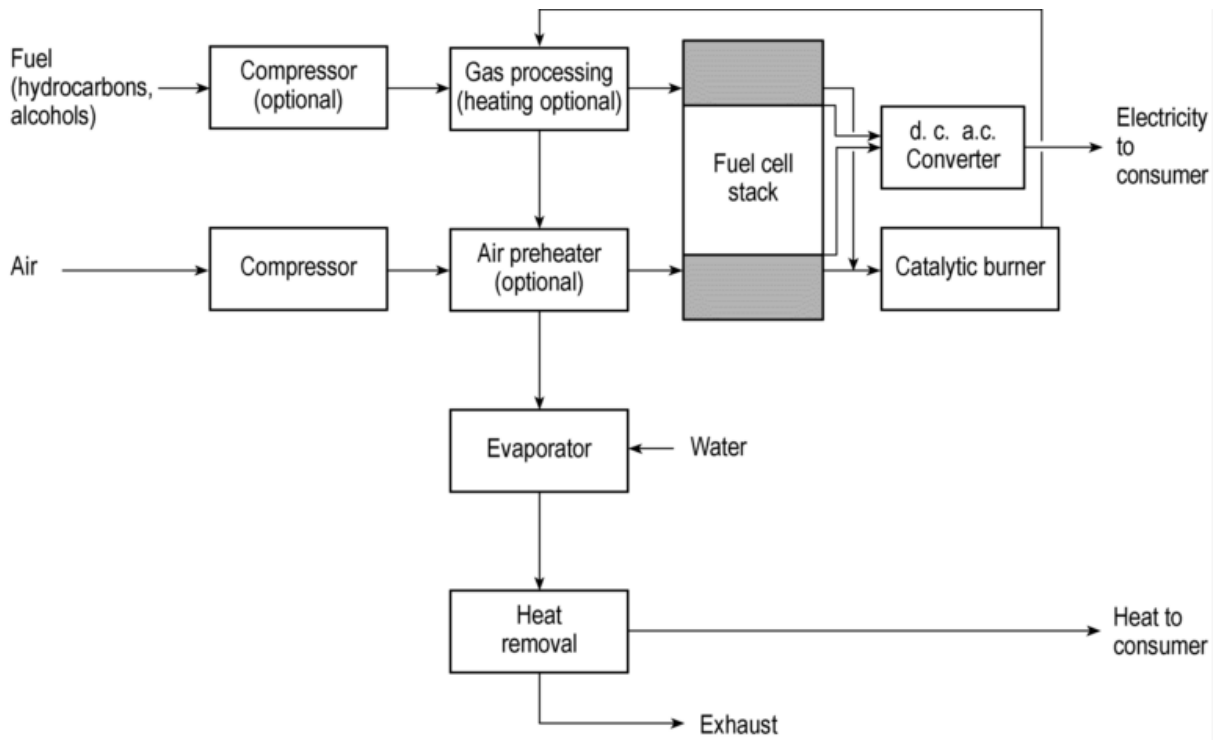 Fuel
(hydrocarbons,
alcohols)
Compressor
(optional)
Gas processing
(heating optional)
Fuel cell
stack
d. c. a.c.
Converter
Electricity
to
consumer
Air
Compressor
Air preheater
(optional)
Catalytic burner
Evaporator
Water
Heat
removal
Heat to
consumer
Exhaust